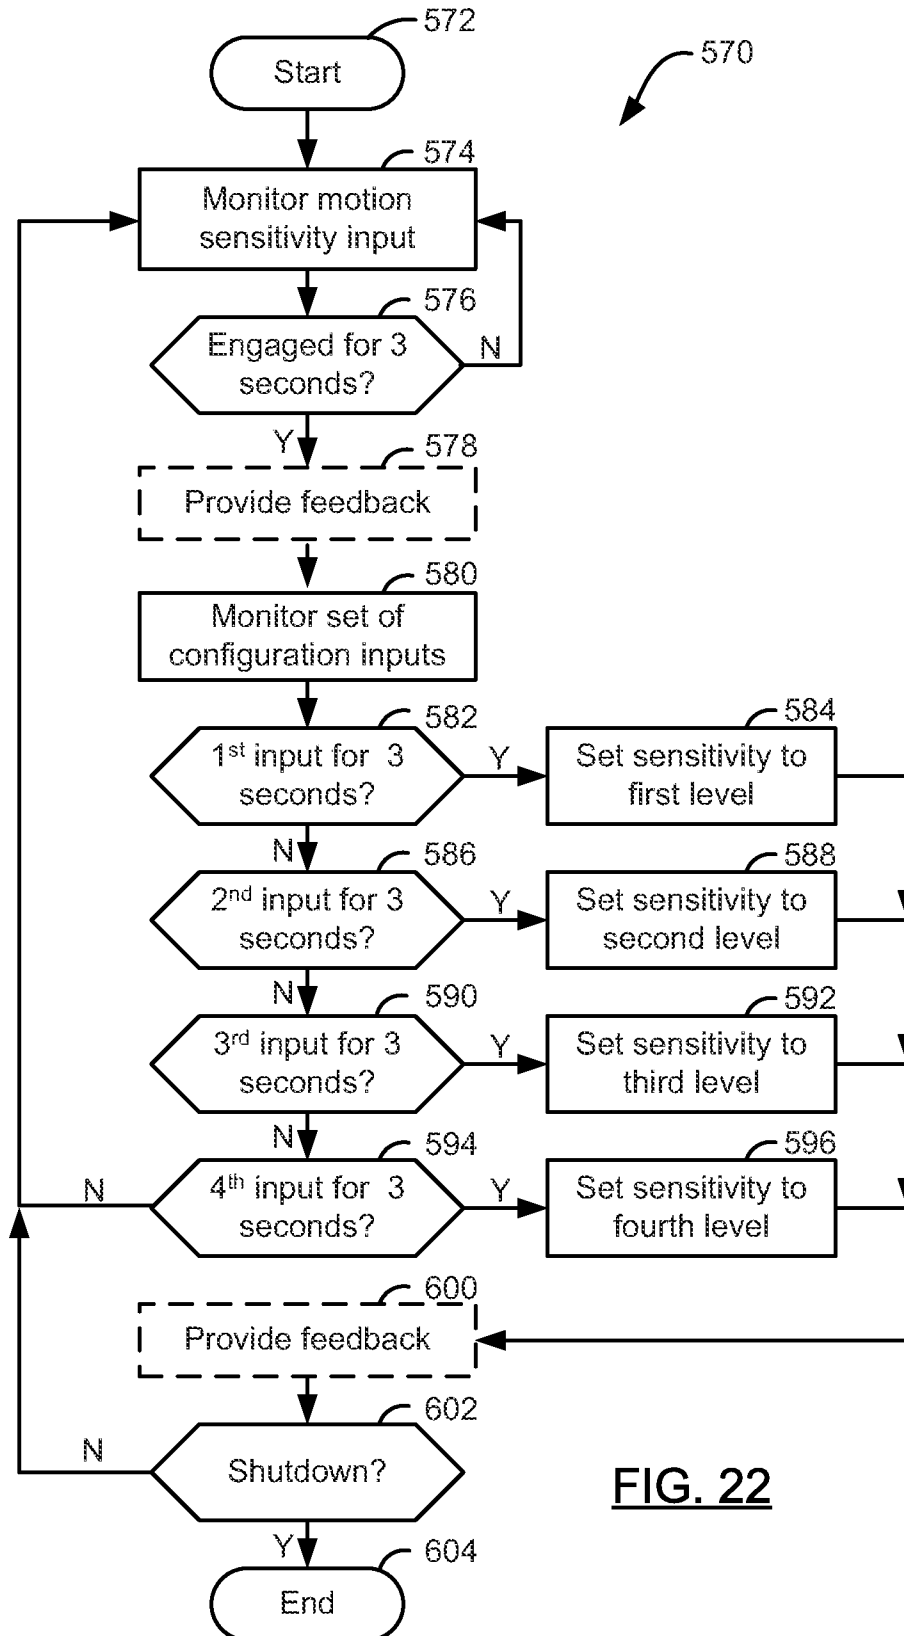 572
Start
570
574
Monitor motion
sensitivity input
576
Engaged for 3
seconds?
N
Y
578
Provide feedback
580
Monitor set of
configuration inputs
582
1st input for 3
seconds?
Y
584
Set sensitivity to
first level
N
586
2nd input for 3
seconds?
Y
588
Set sensitivity to
second level
N
590
3rd input for 3
seconds?
Y
592
Set sensitivity to
third level
N
594
4th input for 3
seconds?
N
Y
596
Set sensitivity to
fourth level
600
Provide feedback
602
Shutdown?
N
Y
604
End
FIG. 22